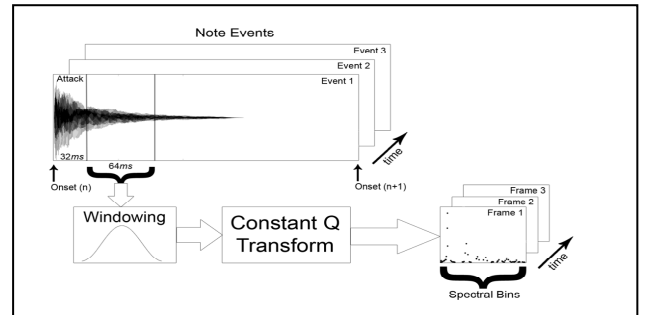 Note Events
Event 3
Event 2
Event 1
Attack
32ms
64ms
time
Onset (n)
Onset (n+1)
Windowing
Constant Q
Transform
Frame 3
Frame 2
Frame 1
time
Spectral Bins